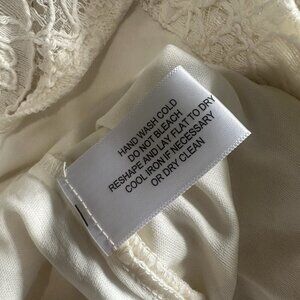 HAND WASH COLD
DO NOT BLEACH
RESHAPE AND LAY FLAT TO DRY
COOL IRON IF NECESSARY
OR DRY CLEAN